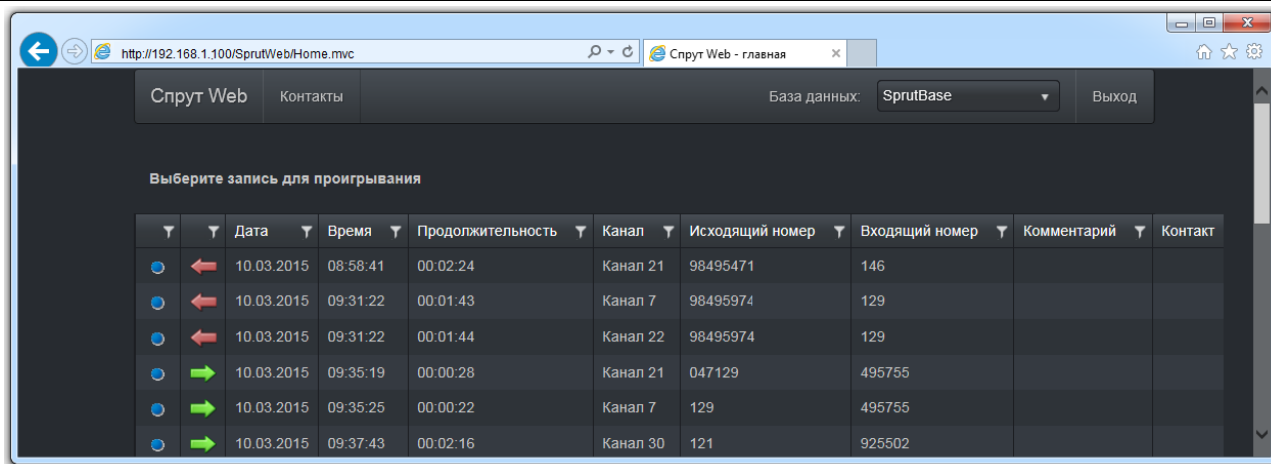 http://192.168.1.100/SprutWeb/Home.mvc Спрут Web - главная
Спрут Web Контакты База данных: SprutBase Выход
Выберите запись для проигрывания
Дата Время Продолжительность Канал Исходящий номер Входящий номер Комментарий Контакт
10.03.2015 08:58:41 00:02:24 Канал 21 98495471 146
10.03.2015 09:31:22 00:01:43 Канал 7 98495974 129
10.03.2015 09:31:22 00:01:44 Канал 22 98495974 129
10.03.2015 09:35:19 00:00:28 Канал 21 047129 495755
10.03.2015 09:35:25 00:00:22 Канал 7 129 495755
10.03.2015 09:37:43 00:02:16 Канал 30 121 925502